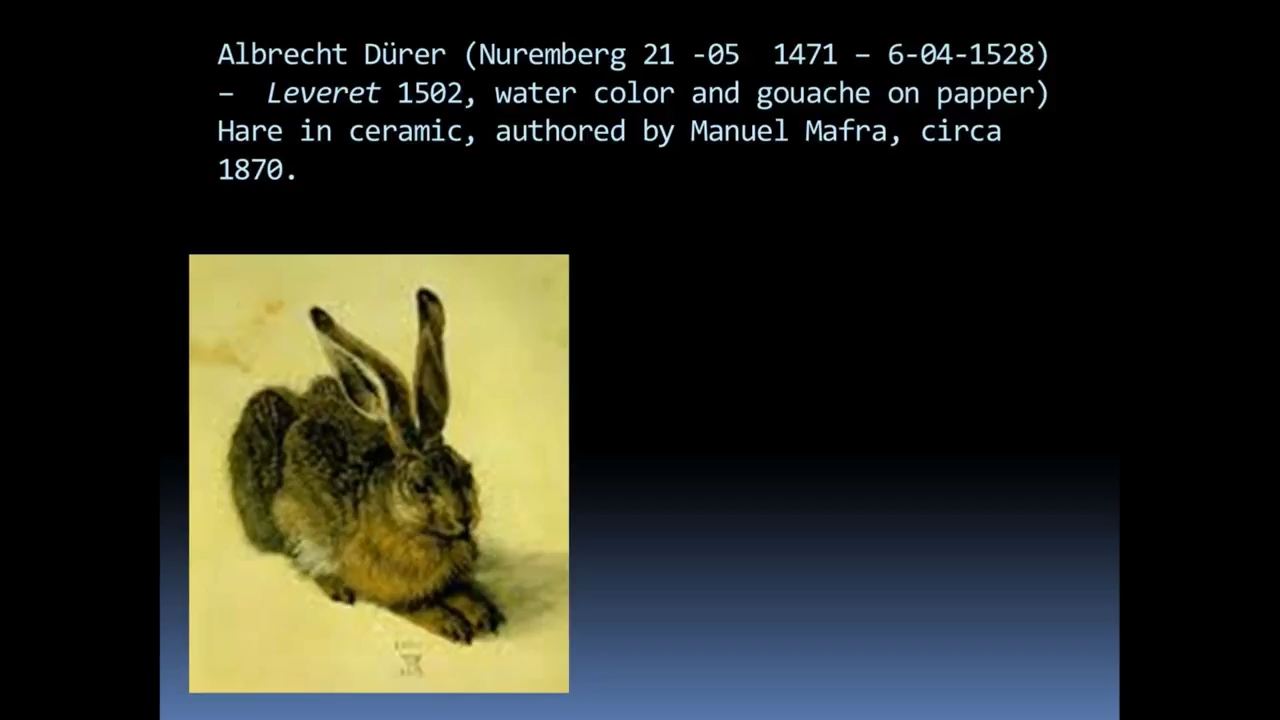 Albrecht Dürer (Nuremberg 21 -05  1471 – 6-04-1528)
–  Leveret 1502, water color and gouache on papper)
Hare in ceramic, authored by Manuel Mafra, circa
1870.